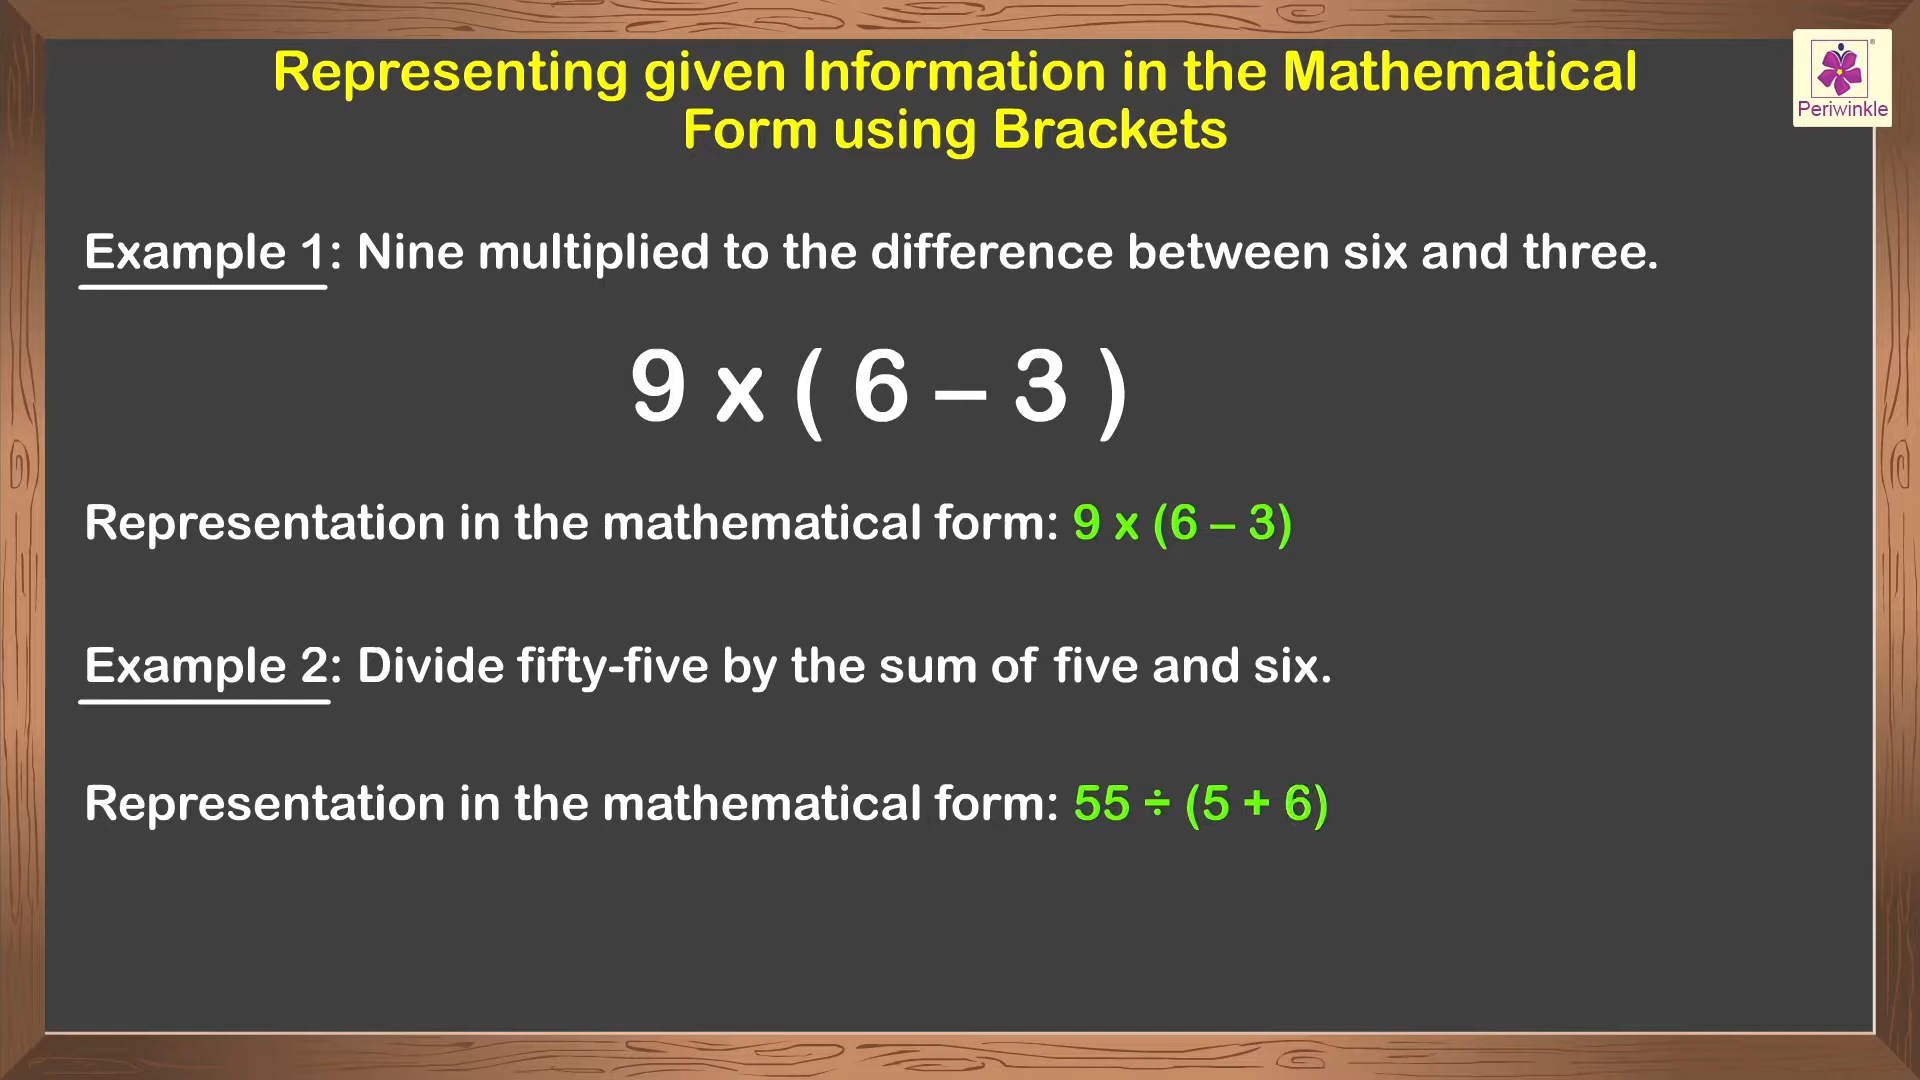 Representing given Information in the Mathematical
Form using Brackets
Periwinkle
Example 1: Nine multiplied to the difference between six and three.
9 x ( 6 – 3 )
Representation in the mathematical form: 9 x (6 – 3)
Example 2: Divide fifty-five by the sum of five and six.
Representation in the mathematical form: 55 ÷ (5 + 6)